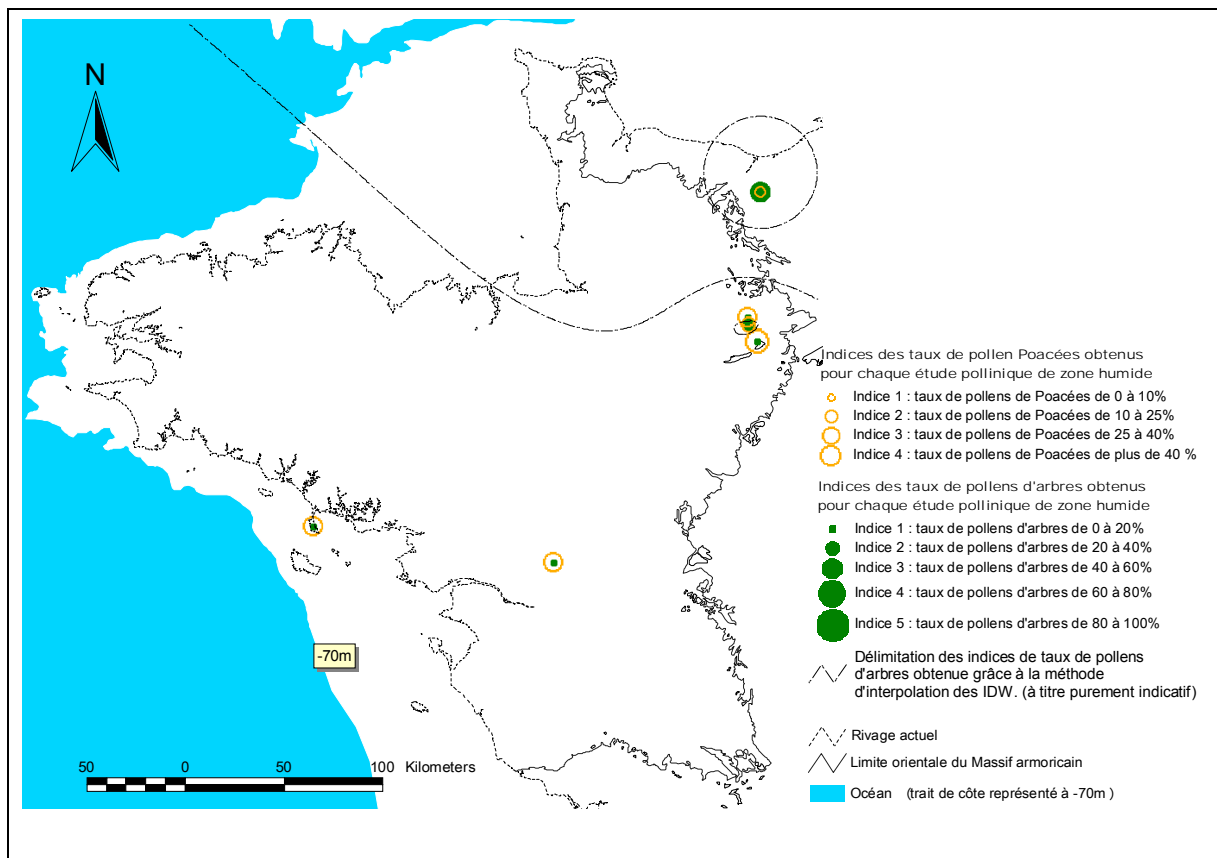 N
Indices des taux de pollen Poacées obtenus
pour chaque étude pollinique de zone humide
Indice 1 : taux de pollens de Poacées de 0 à 10%
Indice 2 : taux de pollens de Poacées de 10 à 25%
Indice 3 : taux de pollens de Poacées de 25 à 40%
Indice 4 : taux de pollens de Poacées de plus de 40 %
Indices des taux de pollens d'arbres obtenus
pour chaque étude pollinique de zone humide
Indice 1 : taux de pollens d'arbres de 0 à 20%
Indice 2 : taux de pollens d'arbres de 20 à 40%
Indice 3 : taux de pollens d'arbres de 40 à 60%
Indice 4 : taux de pollens d'arbres de 60 à 80%
Indice 5 : taux de pollens d'arbres de 80 à 100%
Délimitation des indices de taux de pollens
d'arbres obtenue grâce à la méthode
d'interpolation des IDW. (à titre purement indicatif)
Rivage actuel
Limite orientale du Massif armoricain
Océan (trait de côte représenté à -70m )
-70m
50 0 50 100 Kilometers